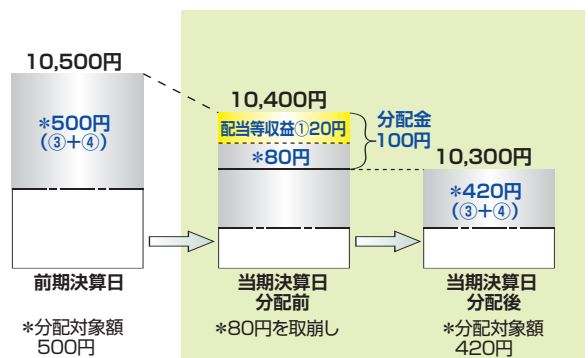 10,500円
*500円
(③+④)
前期決算日
*分配対象額
500円
10,400円
配当等収益①20円
*80円
分配金
100円
当期決算日
分配前
*80円を取崩し
10,300円
*420円
(③+④)
当期決算日
分配後
*分配対象額
420円